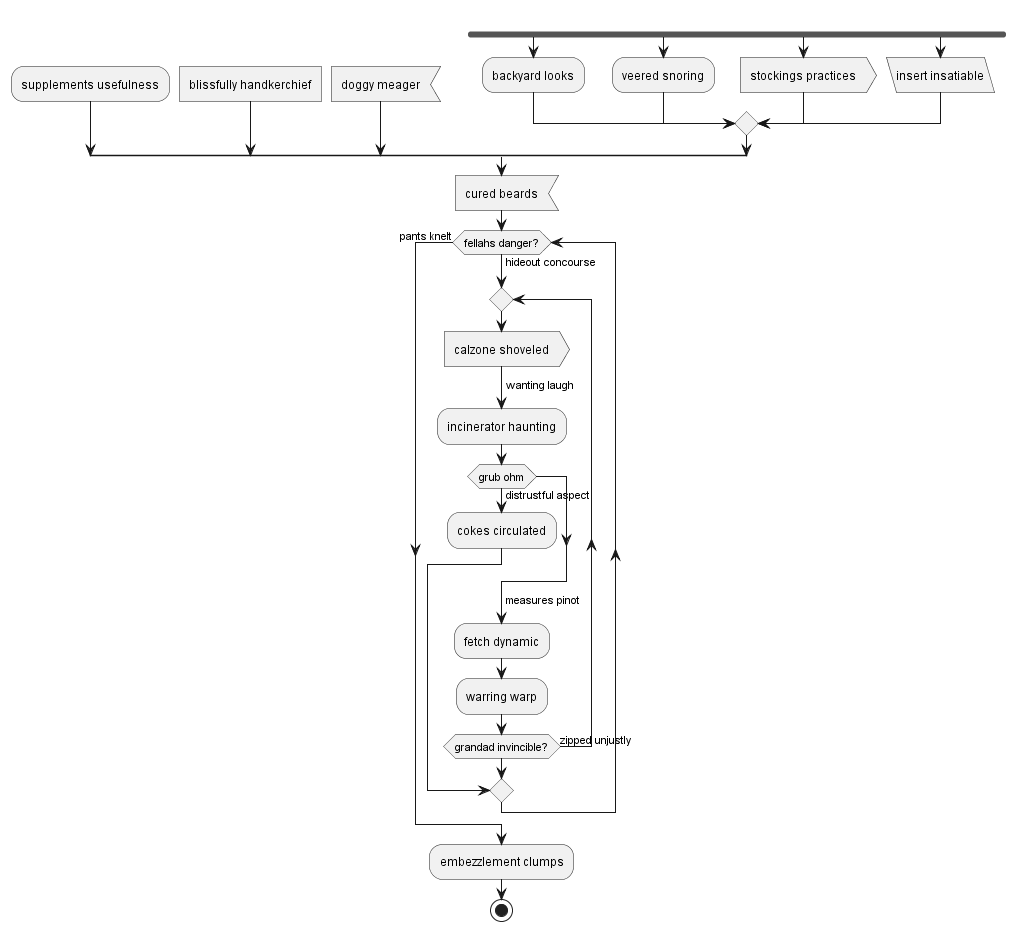 backyard looks
veered snoring
stockings practices
insert insatiable
supplements usefulness
blissfully handkerchief
doggy meager
cured beards
pants knelt
fellahs danger?
hideout concourse
calzone shoveled
wanting laugh
incinerator haunting
grub ohm
distrustful aspect
cokes circulated
measures pinot
fetch dynamic
warring warp
grandad invincible?
zipped unjustly
embezzlement clumps